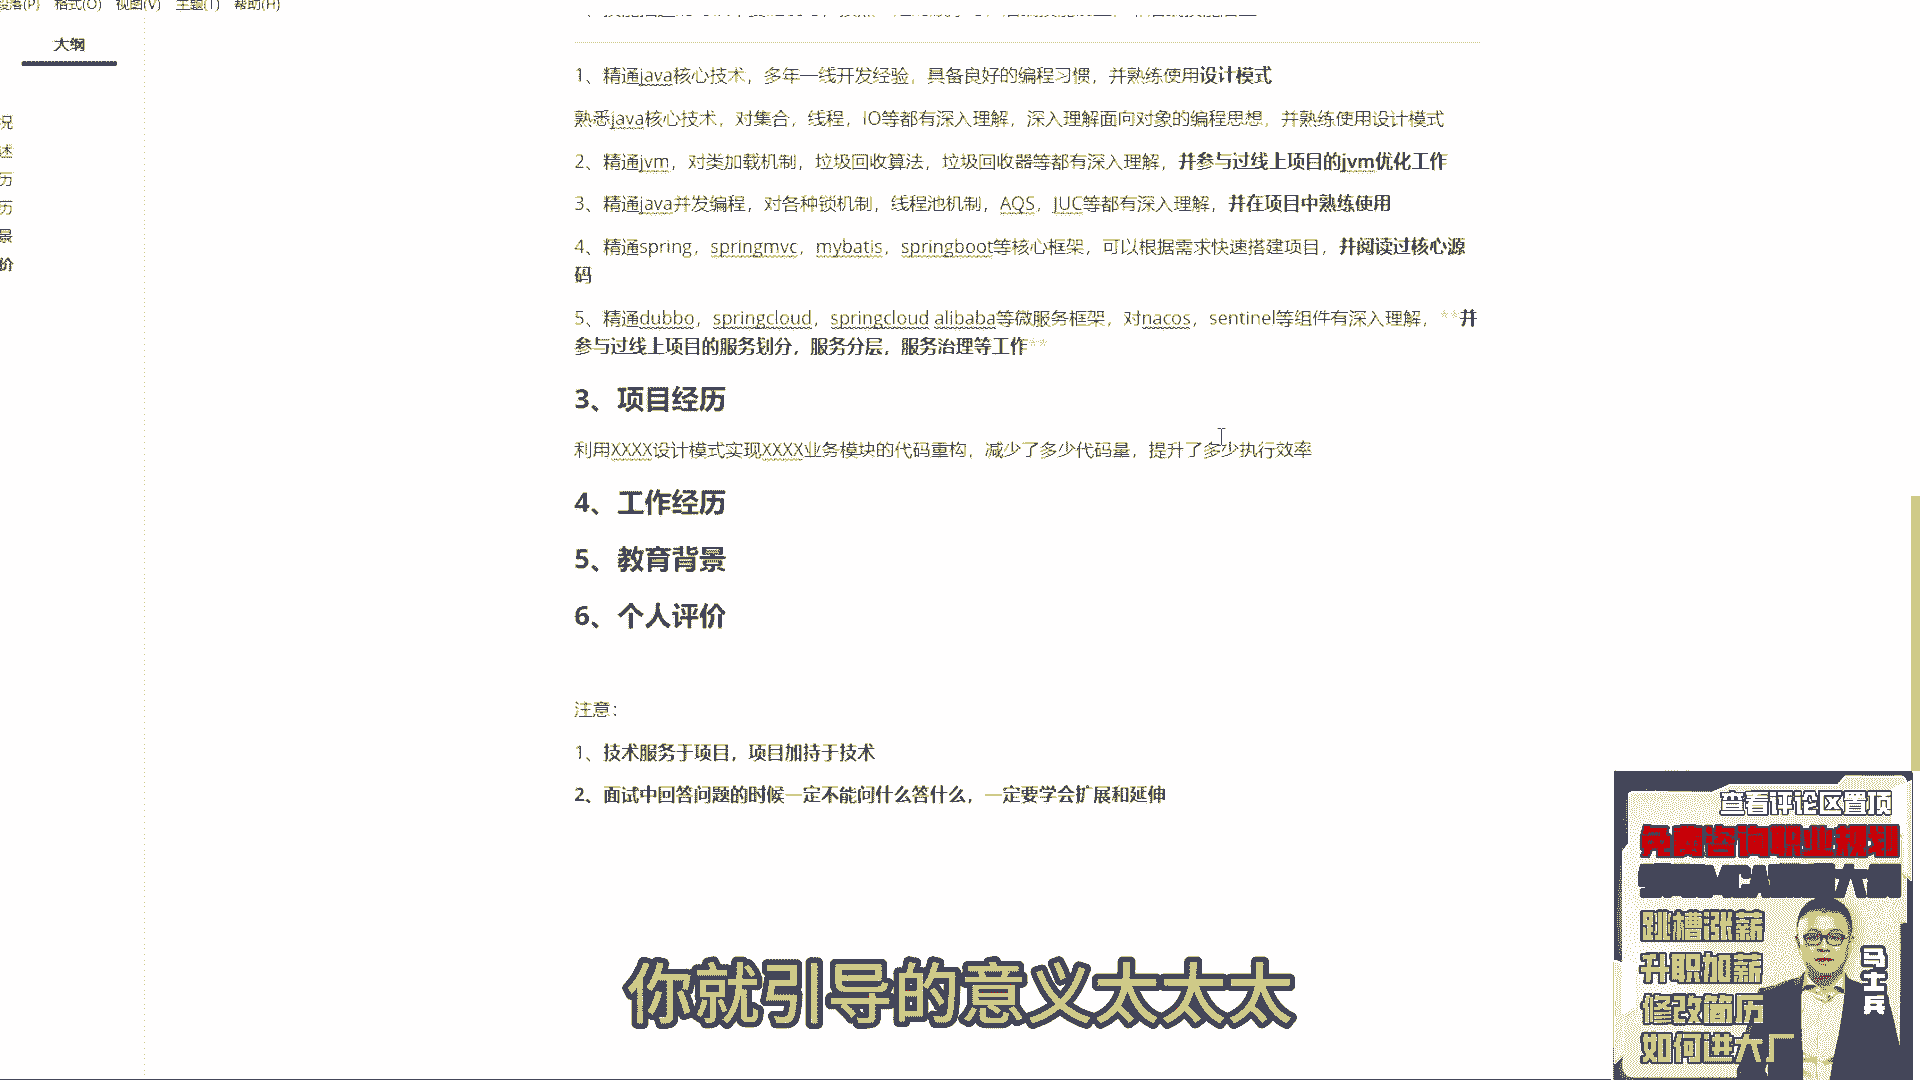 段落(P) 格式(O) 视图(V) 主题(T) 帮助(H)
大纲
况
述
历
历
景
价
1、精通java核心技术，多年一线开发经验，具备良好的编程习惯，并熟练使用设计模式
熟悉java核心技术，对集合，线程，IO等都有深入理解，深入理解面向对象的编程思想，并熟练使用设计模式
2、精通jvm，对类加载机制，垃圾回收算法，垃圾回收器等都有深入理解，并参与过线上项目的jvm优化工作
3、精通java并发编程，对各种锁机制，线程池机制，AQS，JUC等都有深入理解，并在项目中熟练使用
4、精通spring，springmvc，mybatis，springboot等核心框架，可以根据需求快速搭建项目，并阅读过核心源
码
5、精通dubbo，springcloud，springcloud alibaba等微服务框架，对nacos，sentinel等组件有深入理解，**并
参与过线上项目的服务划分，服务分层，服务治理等工作**
3、项目经历
利用XXXX设计模式实现XXXX业务模块的代码重构，减少了多少代码量，提升了多少执行效率
4、工作经历
5、教育背景
6、个人评价
注意：
1、技术服务于项目，项目加持于技术
2、面试中回答问题的时候一定不能问什么答什么，一定要学会扩展和延伸
你就引导的意义太太太
查看评论区置顶
免费咨询职业规划
跳槽涨薪
升职加薪
修改简历
如何进大厂
马士兵